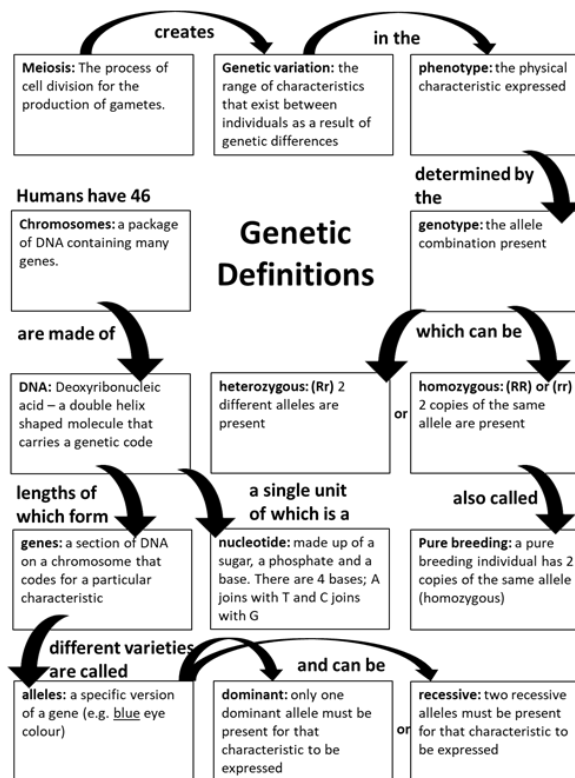 creates
in the
Meiosis: The process of
cell division for the
production of gametes.
Genetic variation: the
range of characteristics
that exist between
individuals as a result of
genetic differences
phenotype: the physical
characteristic expressed
determined by
the
Humans have 46
Chromosomes: a package
of DNA containing many
genes.
Genetic
Definitions
genotype: the allele
combination present
are made of
which can be
DNA: Deoxyribonucleic
acid – a double helix
shaped molecule that
carries a genetic code
heterozygous: (Rr) 2
different alleles are
present
or
homozygous: (RR) or (rr)
2 copies of the same
allele are present
lengths of
which form
a single unit
of which is a
also called
genes: a section of DNA
on a chromosome that
codes for a particular
characteristic
nucleotide: made up of a
sugar, a phosphate and a
base. There are 4 bases; A
joins with T and C joins
with G
Pure breeding: a pure
breeding individual has 2
copies of the same allele
(homozygous)
different varieties
are called
and can be
alleles: a specific version
of a gene (e.g. blue eye
colour)
dominant: only one
dominant allele must be
present for that
characteristic to be
expressed
or
recessive: two recessive
alleles must be present
for that characteristic to
be expressed